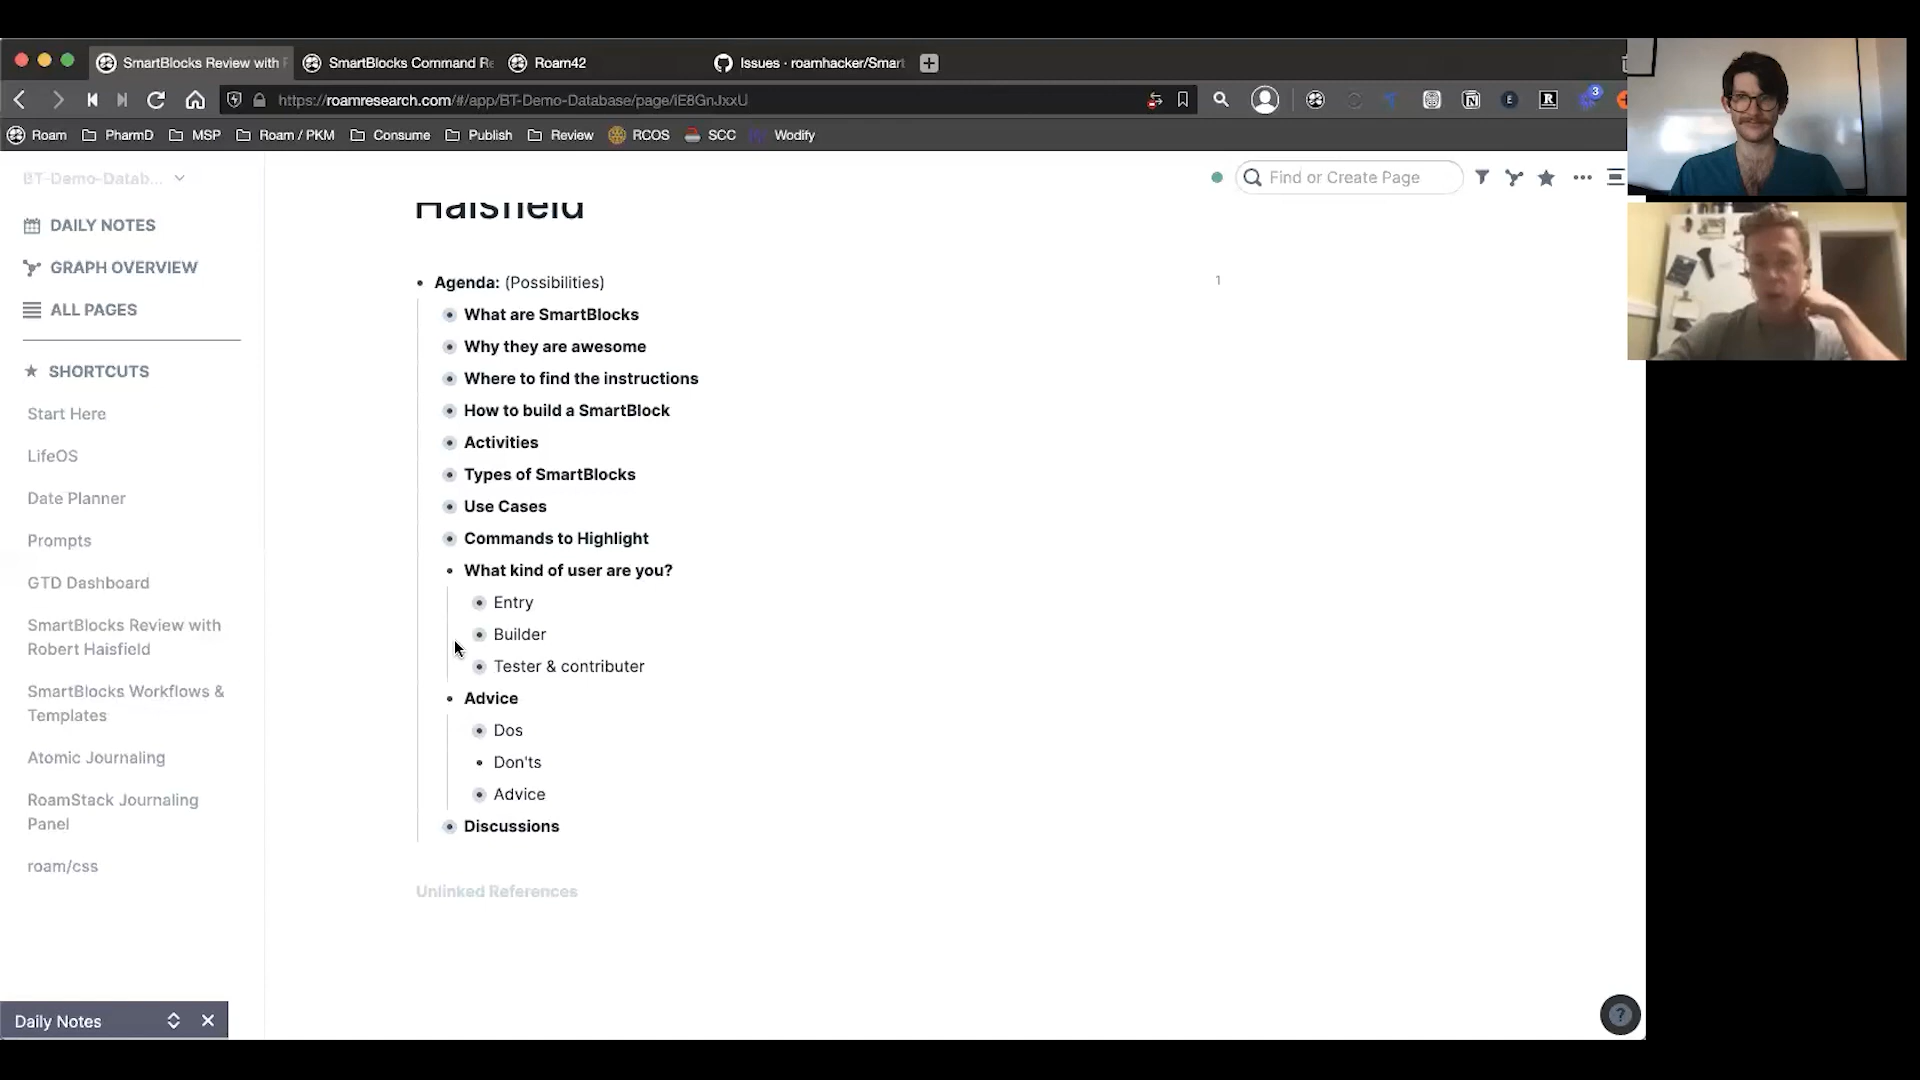 SmartBlocks Review with
SmartBlocks Command Re
Roam42
Issues · roamhacker/Smart
https://roamresearch.com/#/app/BT-Demo-Database/page/iE8GnJxxU
3
Roam
PharmD
MSP
Roam / PKM
Consume
Publish
Review
RCOS
SCC
Wodify
BT-Demo-Datab...
Find or Create Page
DAILY NOTES
GRAPH OVERVIEW
ALL PAGES
SHORTCUTS
Start Here
LifeOS
Date Planner
Prompts
GTD Dashboard
SmartBlocks Review with
Robert Haisfield
SmartBlocks Workflows &
Templates
Atomic Journaling
RoamStack Journaling
Panel
roam/css
Daily Notes
Haisfield
Agenda: (Possibilities)
1
What are SmartBlocks
Why they are awesome
Where to find the instructions
How to build a SmartBlock
Activities
Types of SmartBlocks
Use Cases
Commands to Highlight
What kind of user are you?
Entry
Builder
Tester & contributer
Advice
Dos
Don'ts
Advice
Discussions
Unlinked References
?